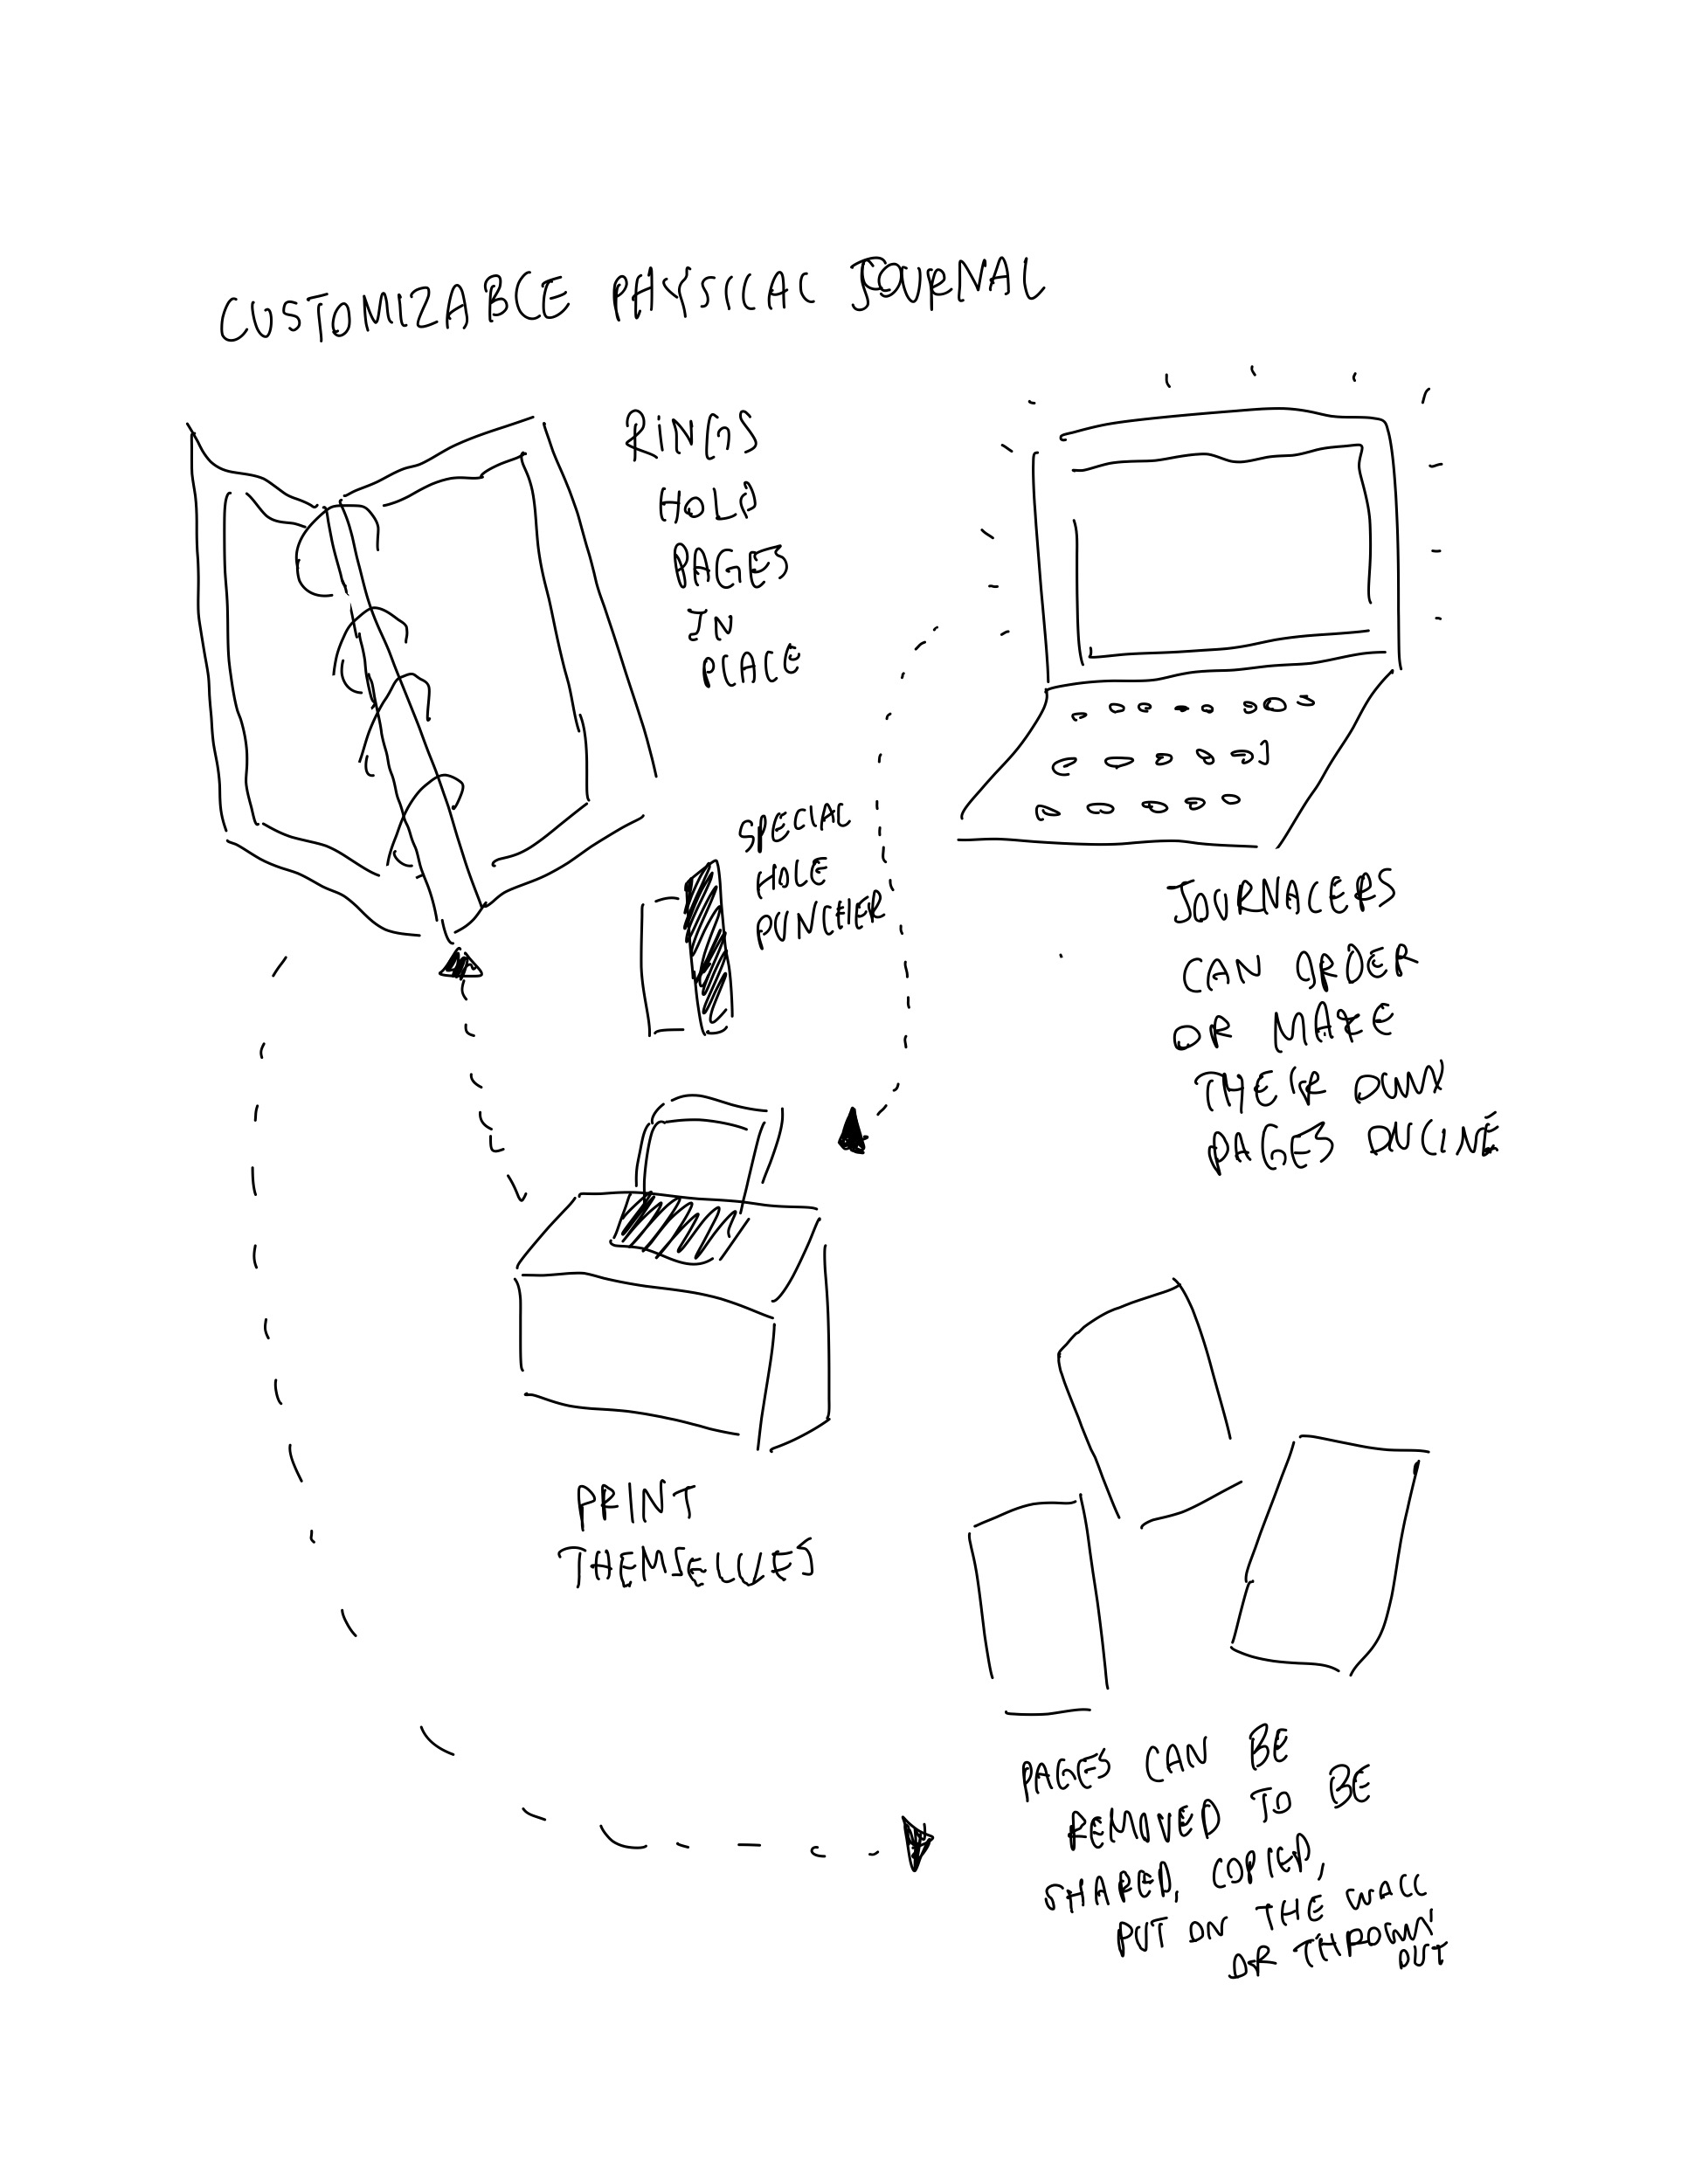 CUSTOMIZABLE PHYSICAL JOURNAL
RINGS
HOLD
PAGES
IN
PLACE
SPECIAL
HOLE
PUNCHER
JOURNALERS
CAN ORDER
OR MAKE
THEIR OWN
PAGES ONLINE
PRINT
THEMSELVES
PAGES CAN BE
REMOVED TO BE
SHARED, COPIED,
PUT ON THE WALL
OR THROWN
OUT